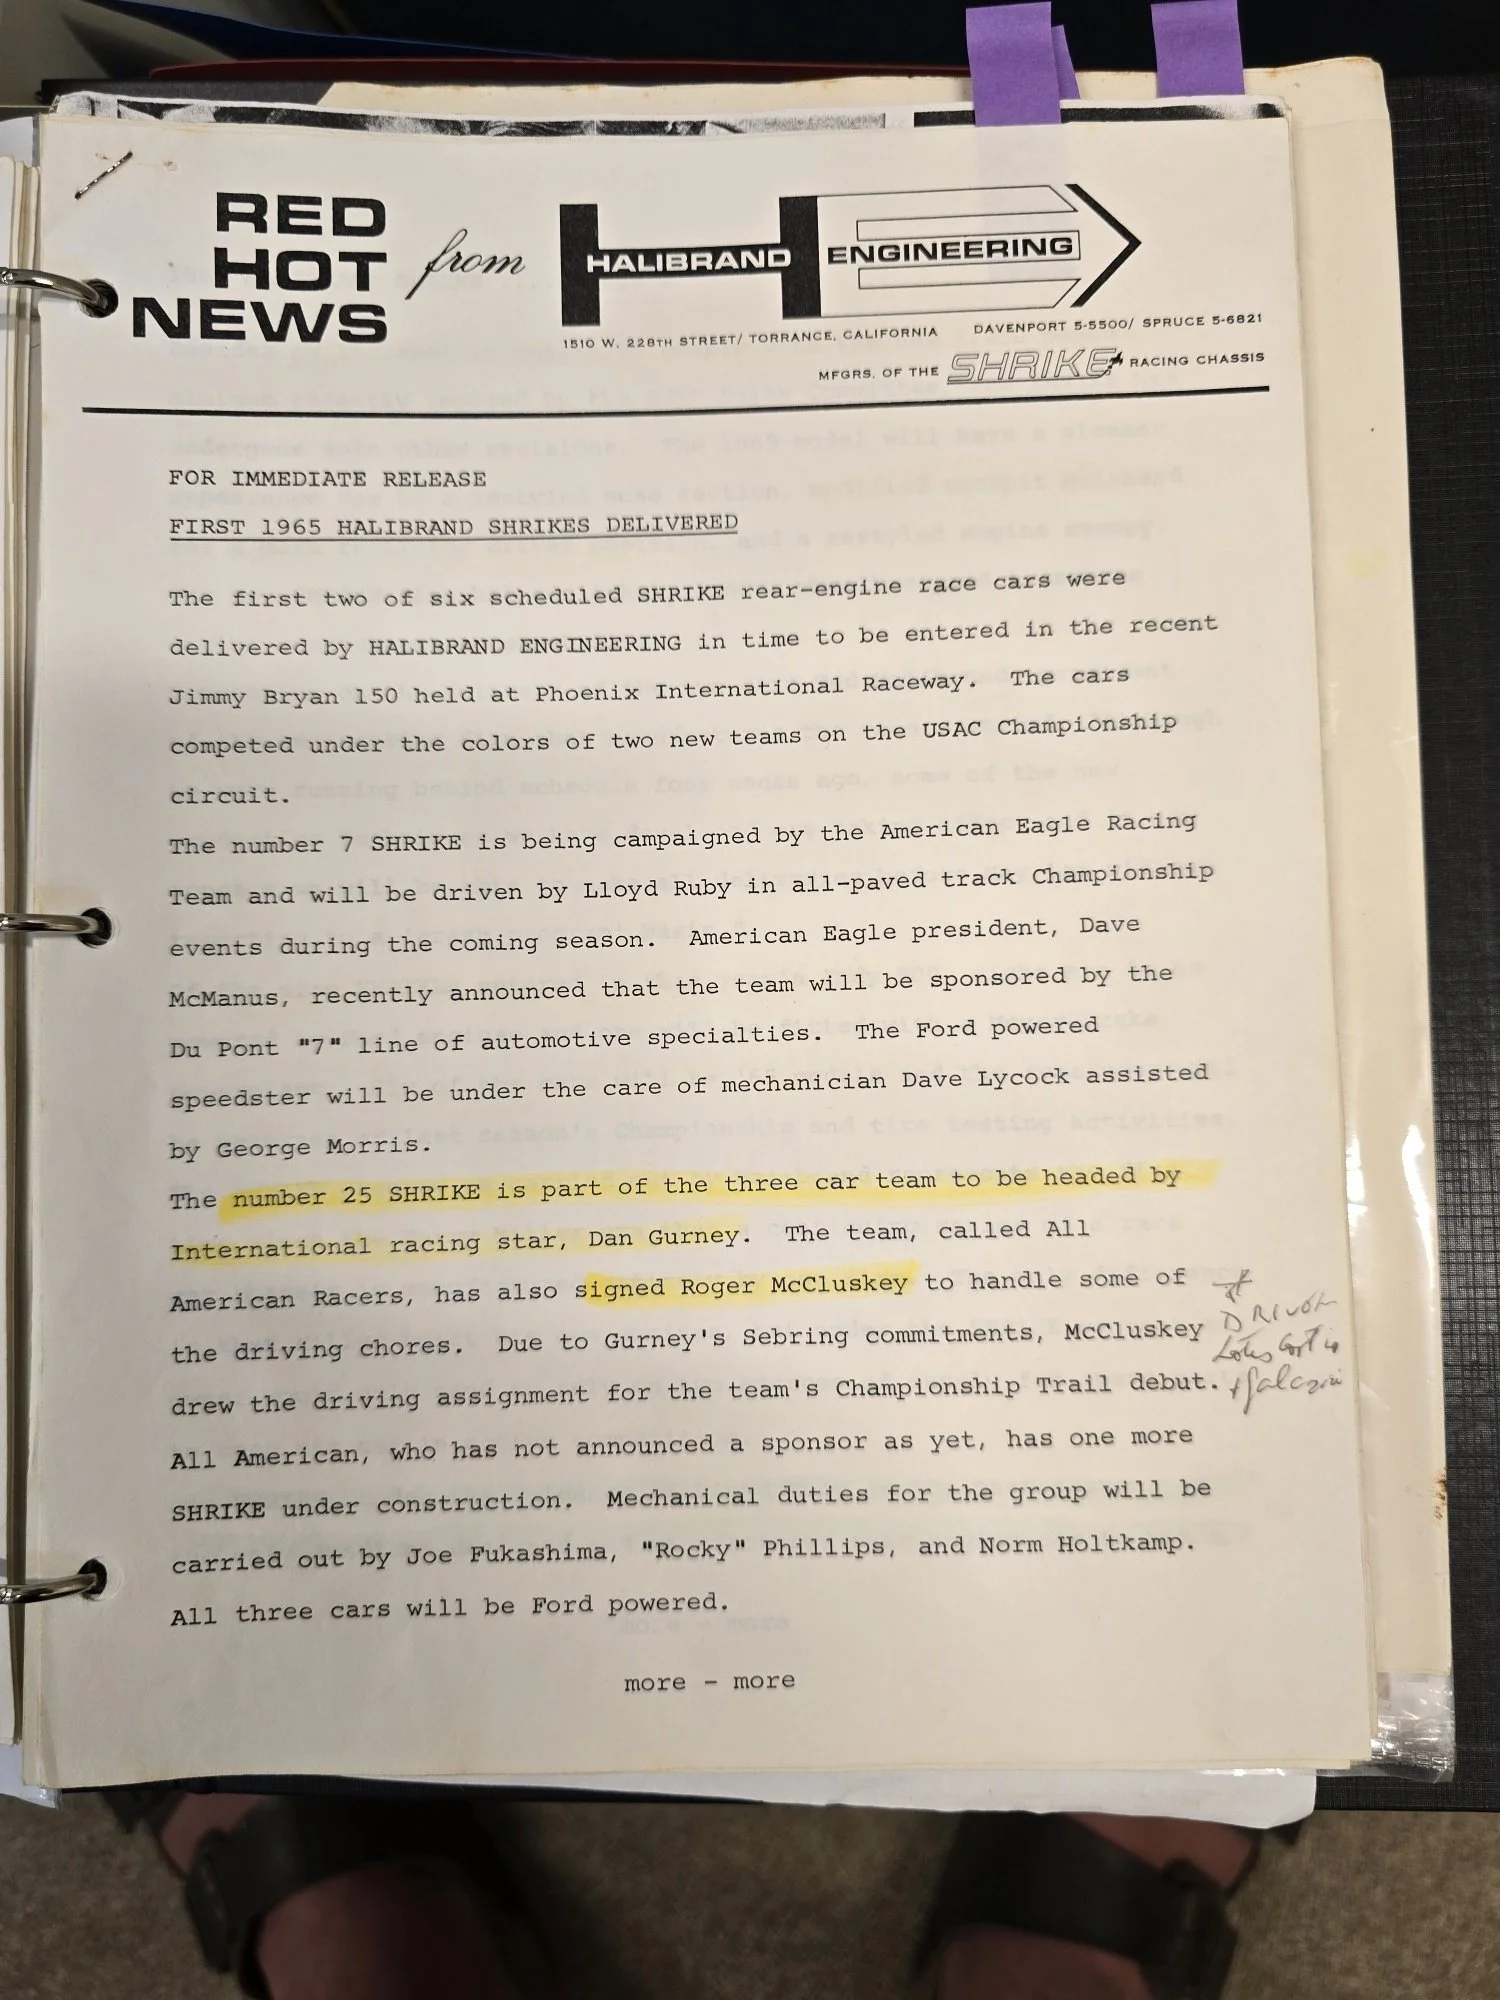 RED
HOT
NEWS
from
HALIBRAND ENGINEERING
1510 W. 228TH STREET/ TORRANCE, CALIFORNIA DAVENPORT 5-5500/ SPRUCE 5-6821
MFGRS. OF THE SHRIKE RACING CHASSIS
FOR IMMEDIATE RELEASE
FIRST 1965 HALIBRAND SHRIKES DELIVERED
The first two of six scheduled SHRIKE rear-engine race cars were
delivered by HALIBRAND ENGINEERING in time to be entered in the recent
Jimmy Bryan 150 held at Phoenix International Raceway. The cars
competed under the colors of two new teams on the USAC Championship
circuit.
The number 7 SHRIKE is being campaigned by the American Eagle Racing
Team and will be driven by Lloyd Ruby in all-paved track Championship
events during the coming season. American Eagle president, Dave
McManus, recently announced that the team will be sponsored by the
Du Pont "7" line of automotive specialties. The Ford powered
speedster will be under the care of mechanician Dave Lycock assisted
by George Morris.
The number 25 SHRIKE is part of the three car team to be headed by
International racing star, Dan Gurney. The team, called All
American Racers, has also signed Roger McCluskey to handle some of
the driving chores. Due to Gurney's Sebring commitments, McCluskey
drew the driving assignment for the team's Championship Trail debut.
All American, who has not announced a sponsor as yet, has one more
SHRIKE under construction. Mechanical duties for the group will be
carried out by Joe Fukashima, "Rocky" Phillips, and Norm Holtkamp.
All three cars will be Ford powered.
more - more